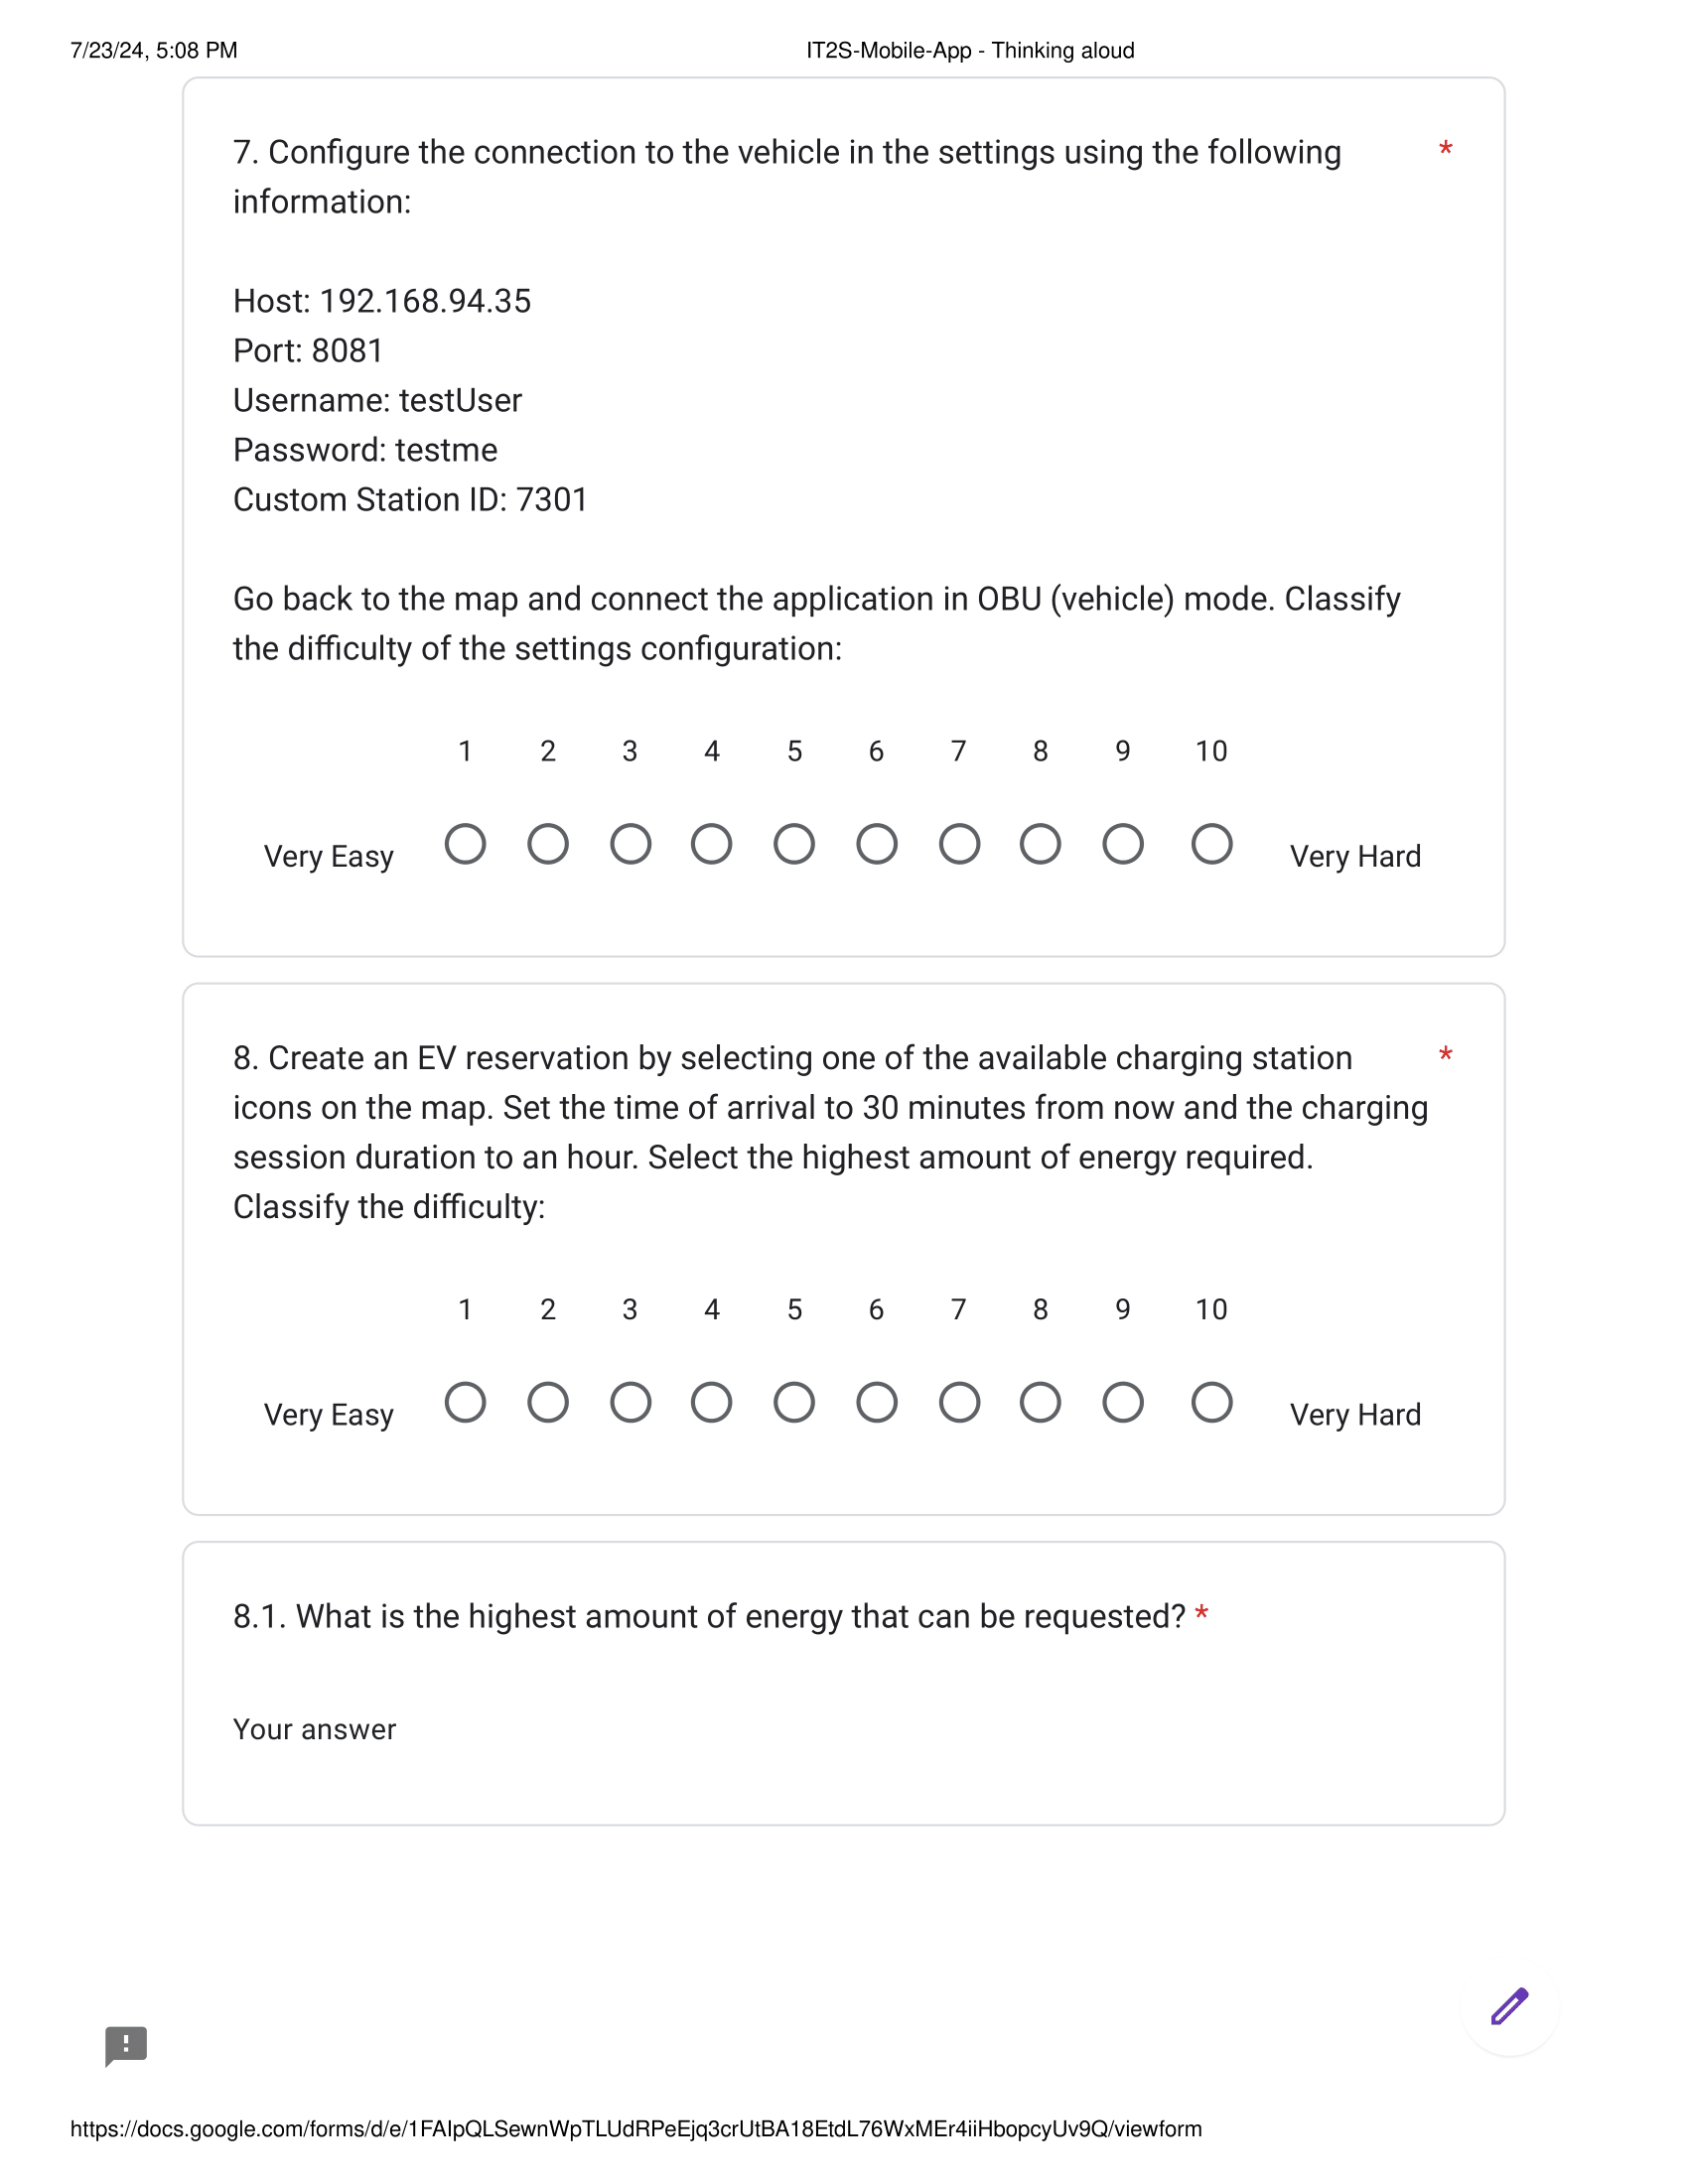 7/23/24, 5:08 PM IT2S-Mobile-App - Thinking aloud
7. Configure the connection to the vehicle in the settings using the following *
information:
Host: 192.168.94.35
Port: 8081
Username: testUser
Password: testme
Custom Station ID: 7301
Go back to the map and connect the application in OBU (vehicle) mode. Classify
the difficulty of the settings configuration:
1 2 3 4 5 6 7 8 9 10
Very Easy Very Hard
8. Create an EV reservation by selecting one of the available charging station *
icons on the map. Set the time of arrival to 30 minutes from now and the charging
session duration to an hour. Select the highest amount of energy required.
Classify the difficulty:
1 2 3 4 5 6 7 8 9 10
Very Easy Very Hard
8.1. What is the highest amount of energy that can be requested? *
Your answer
https://docs.google.com/forms/d/e/1FAIpQLSewnWpTLUdRPeEjq3crUtBA18EtdL76WxMEr4iiHbopcyUv9Q/viewform